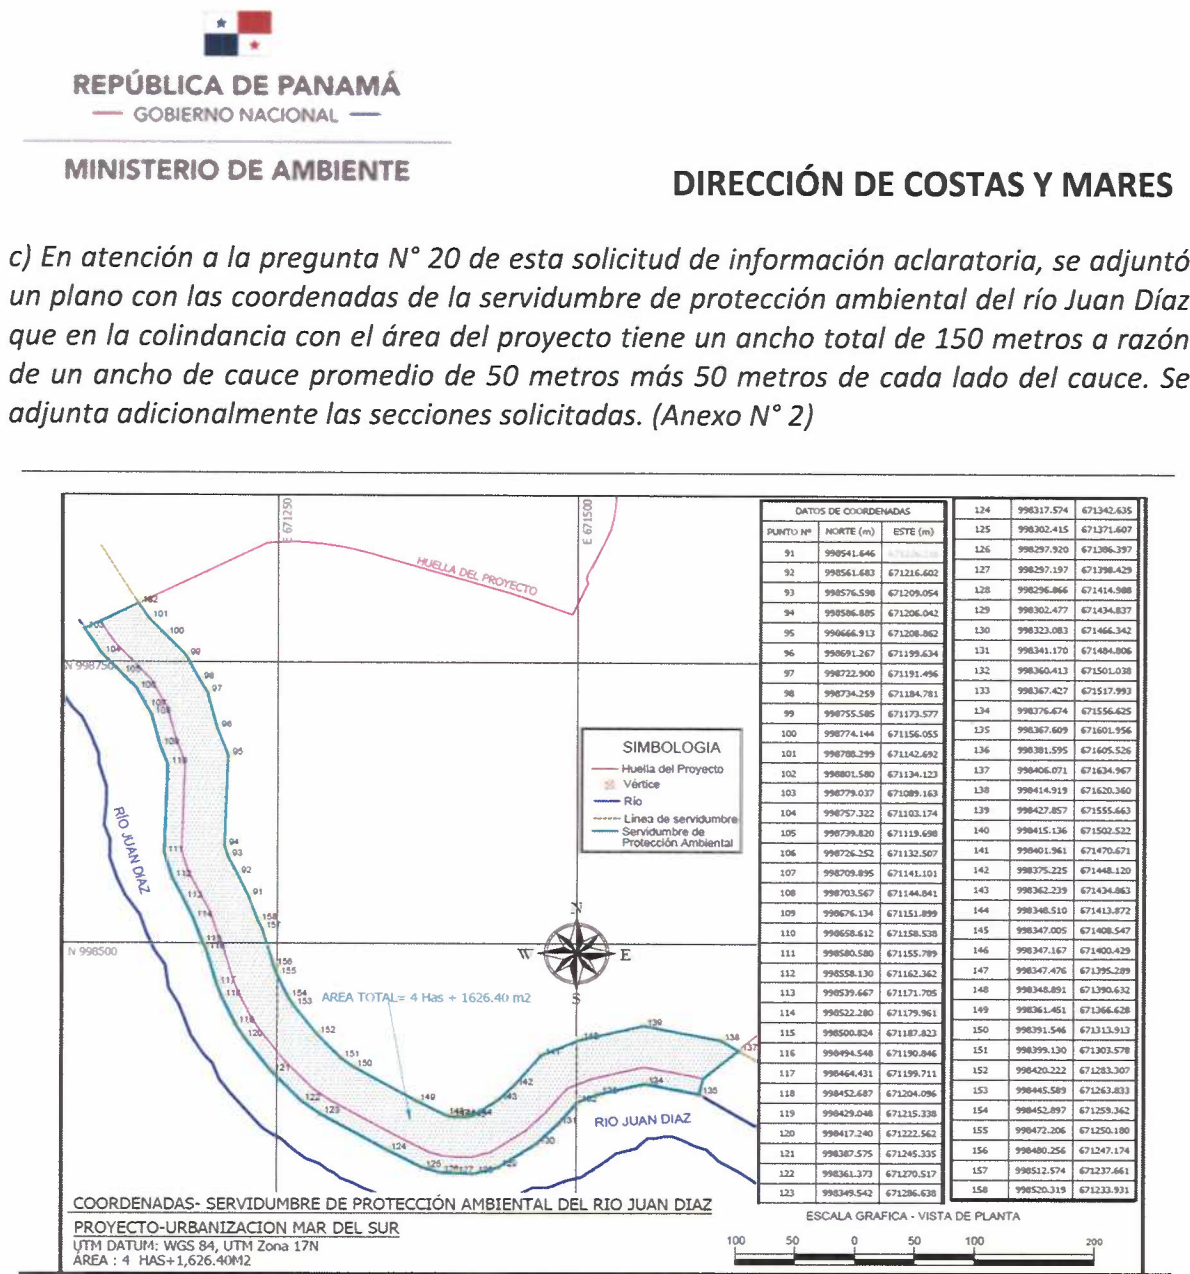 REPÚBLICA DE PANAMÁ
GOBIERNO NACIONAL
MINISTERIO DE AMBIENTE
DIRECCIÓN DE COSTAS Y MARES
c) En atención a la pregunta N° 20 de esta solicitud de información aclaratoria, se adjuntó
un plano con las coordenadas de la servidumbre de protección ambiental del río Juan Díaz
que en la colindancia con el área del proyecto tiene un ancho total de 150 metros a razón
de un ancho de cauce promedio de 50 metros más 50 metros de cada lado del cauce. Se
adjunta adicionalmente las secciones solicitadas. (Anexo N° 2)
E 671250
E 671500
HUELLA DEL PROYECTO
N 998750
N 998500
RÍO JUAN DIAZ
RIO JUAN DIAZ
AREA TOTAL= 4 Has + 1626.40 m2
N
W E
S
SIMBOLOGIA
Huella del Proyecto
Vértice
Rio
Linea de servidumbre
Servidumbre de
Protección Ambiental
DATOS DE COORDENADAS
PUNTO Nº NORTE (m) ESTE (m)
91 998541.646
92 998561.683 671216.602
93 998576.598 671209.054
94 998586.885 671206.042
95 998666.913 671208.862
96 998691.267 671199.634
97 998722.900 671191.496
98 998734.259 671184.781
99 998755.585 671173.577
100 998774.144 671156.055
101 998788.299 671142.692
102 998801.580 671134.123
103 998779.037 671089.163
104 998757.322 671103.174
105 998739.820 671119.698
106 998726.252 671132.507
107 998709.895 671141.101
108 998703.567 671144.841
109 998676.134 671151.899
110 998658.612 671158.538
111 998580.580 671155.789
112 998558.130 671162.362
113 998539.667 671171.705
114 998522.280 671179.961
115 998500.824 671187.823
116 998494.548 671190.846
117 998464.431 671199.711
118 998452.687 671204.096
119 998429.048 671215.338
120 998417.240 671222.562
121 998387.575 671245.335
122 998361.373 671270.517
123 998349.542 671286.638
124 998317.574 671342.635
125 998302.415 671371.607
126 998297.920 671386.397
127 998297.197 671398.429
128 998296.866 671414.988
129 998302.477 671434.837
130 998323.083 671466.342
131 998341.170 671484.806
132 998360.413 671501.038
133 998367.427 671517.993
134 998376.674 671556.625
135 998367.609 671601.956
136 998381.595 671605.526
137 998406.071 671634.967
138 998414.919 671620.360
139 998427.857 671555.663
140 998415.136 671502.522
141 998401.961 671470.671
142 998375.225 671448.120
143 998362.239 671434.863
144 998348.510 671413.872
145 998347.005 671408.547
146 998347.167 671400.429
147 998347.476 671395.289
148 998348.891 671390.632
149 998361.451 671366.628
150 998391.546 671313.913
151 998399.130 671303.578
152 998420.222 671283.307
153 998445.589 671263.833
154 998452.897 671259.362
155 998472.206 671250.180
156 998480.256 671247.174
157 998512.574 671237.661
158 998520.319 671233.931
COORDENADAS- SERVIDUMBRE DE PROTECCIÓN AMBIENTAL DEL RIO JUAN DIAZ
PROYECTO-URBANIZACION MAR DEL SUR
UTM DATUM: WGS 84, UTM Zona 17N
ÁREA : 4 HAS+1,626.40M2
ESCALA GRAFICA - VISTA DE PLANTA
100 50 0 50 100 200